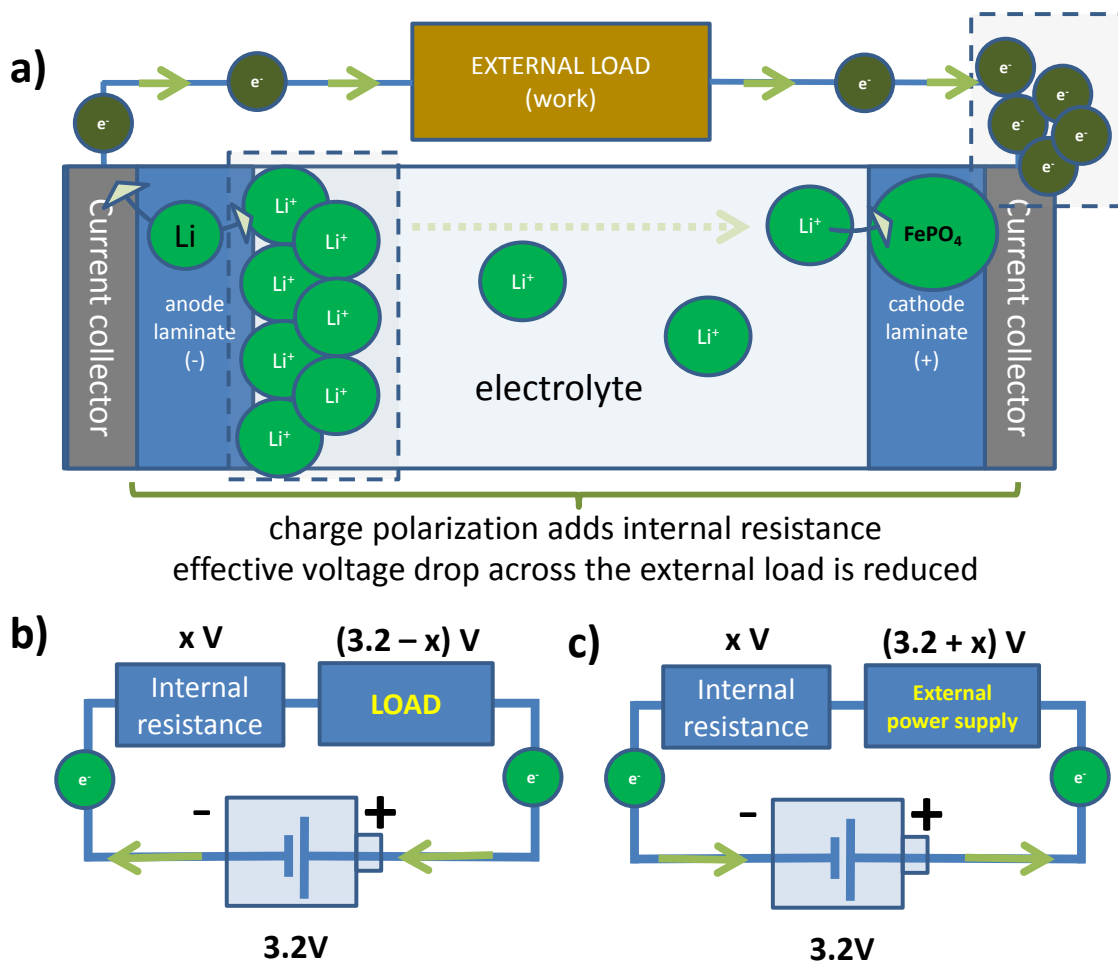 a)
e⁻
e⁻
EXTERNAL LOAD
(work)
e⁻
e⁻
e⁻
e⁻
e⁻
e⁻
Current collector
Li
anode
laminate
(-)
Li⁺
Li⁺
Li⁺
Li⁺
Li⁺
Li⁺
Li⁺
Li⁺
Li⁺
Li⁺
electrolyte
Li⁺
FePO₄
cathode
laminate
(+)
Current collector
charge polarization adds internal resistance
effective voltage drop across the external load is reduced
b)
x V
(3.2 – x) V
Internal
resistance
LOAD
e⁻
e⁻
-
+
3.2V
c)
x V
(3.2 + x) V
Internal
resistance
External
power supply
e⁻
e⁻
-
+
3.2V